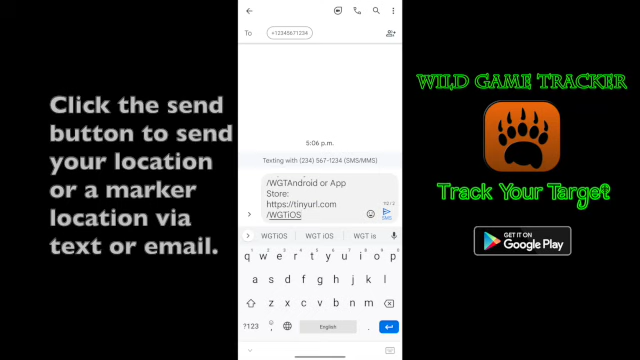 Click the send
button to send
your location
or a marker
location via
text or email.
To
+12345671234
5:06 p.m.
Texting with (234) 567-1234 (SMS/MMS)
/WGTAndroid or App
Store:
https://tinyurl.com
/WGTiOS
SMS
WGTiOS
WGT iOS
WGT is
q w e r t y u i o p
a s d f g h j k l
z x c v b n m
?123
,
English
.
WILD GAME TRACKER
Track Your Target
GET IT ON
Google Play